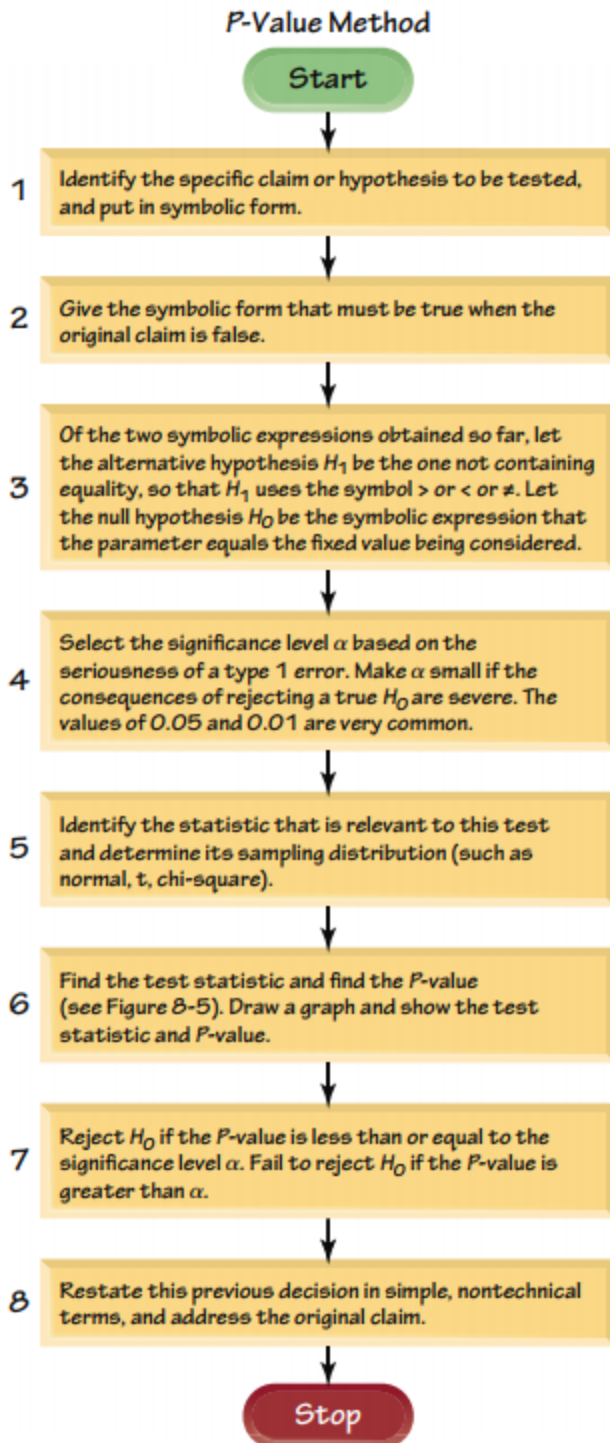 P-Value Method
Start
1
Identify the specific claim or hypothesis to be tested,
and put in symbolic form.
2
Give the symbolic form that must be true when the
original claim is false.
3
Of the two symbolic expressions obtained so far, let
the alternative hypothesis H₁ be the one not containing
equality, so that H₁ uses the symbol > or < or ≠. Let
the null hypothesis H₀ be the symbolic expression that
the parameter equals the fixed value being considered.
4
Select the significance level α based on the
seriousness of a type 1 error. Make α small if the
consequences of rejecting a true H₀ are severe. The
values of 0.05 and 0.01 are very common.
5
Identify the statistic that is relevant to this test
and determine its sampling distribution (such as
normal, t, chi-square).
6
Find the test statistic and find the P-value
(see Figure 8-5). Draw a graph and show the test
statistic and P-value.
7
Reject H₀ if the P-value is less than or equal to the
significance level α. Fail to reject H₀ if the P-value is
greater than α.
8
Restate this previous decision in simple, nontechnical
terms, and address the original claim.
Stop